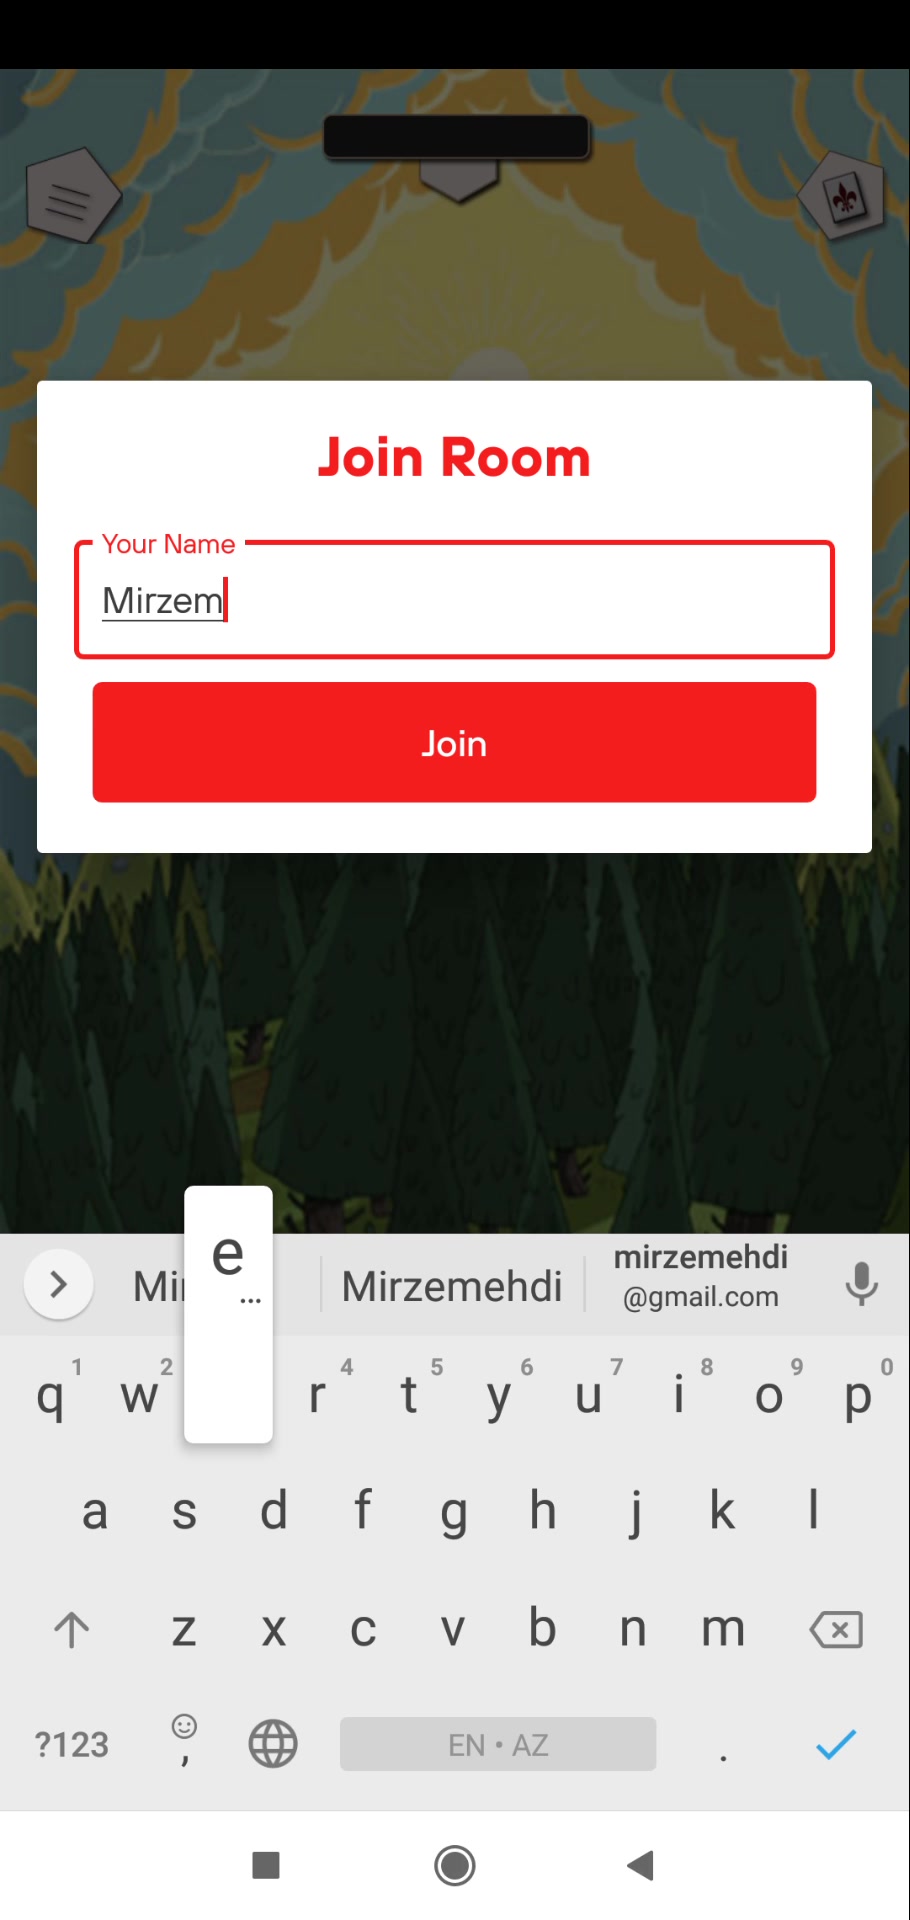 Join Room
Your Name
Mirzem
Join
e
...
Mirzemehdi
mirzemehdi
@gmail.com
1 2 4 5 6 7 8 9 0
q w r t y u i o p
a s d f g h j k l
z x c v b n m
?123 , EN • AZ .